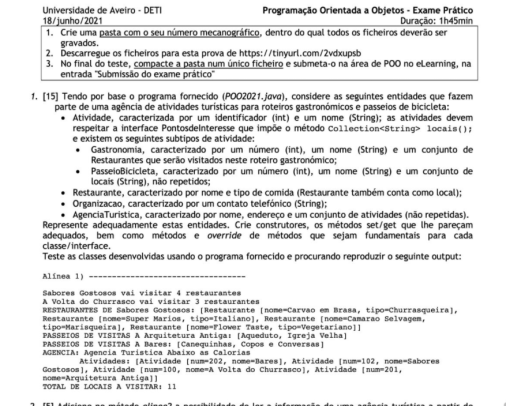 Universidade de Aveiro - DETI Programação Orientada a Objetos - Exame Prático
18/junho/2021 Duração: 1h45min
1. Crie uma pasta com o seu número mecanográfico, dentro do qual todos os ficheiros deverão ser
gravados.
2. Descarregue os ficheiros para esta prova de https://tinyurl.com/2vdxupsb
3. No final do teste, compacte a pasta num único ficheiro e submeta-o na área de POO no eLearning, na
entrada "Submissão do exame prático"
1. [15] Tendo por base o programa fornecido (POO2021.java), considere as seguintes entidades que fazem
parte de uma agência de atividades turísticas para roteiros gastronómicos e passeios de bicicleta:
• Atividade, caracterizada por um identificador (int) e um nome (String); as atividades devem
respeitar a interface PontosdeInteresse que impõe o método Collection<String> locais();
e existem os seguintes subtipos de atividade:
• Gastronomia, caracterizado por um número (int), um nome (String) e um conjunto de
Restaurantes que serão visitados neste roteiro gastronómico;
• PasseioBicicleta, caracterizado por um número (int), um nome (String) e um conjunto de
locais (String), não repetidos;
• Restaurante, caracterizado por nome e tipo de comida (Restaurante também conta como local);
• Organizacao, caracterizado por um contato telefónico (String);
• AgenciaTuristica, caracterizado por nome, endereço e um conjunto de atividades (não repetidas).
Represente adequadamente estas entidades. Crie construtores, os métodos set/get que lhe pareçam
adequados, bem como métodos e override de métodos que sejam fundamentais para cada
classe/interface.
Teste as classes desenvolvidas usando o programa fornecido e procurando reproduzir o seguinte output:
Alínea 1) ----------------------------------
Sabores Gostosos vai visitar 4 restaurantes
A Volta do Churrasco vai visitar 3 restaurantes
RESTAURANTES DE Sabores Gostosos: [Restaurante [nome=Carvao em Brasa, tipo=Churrasqueira],
Restaurante [nome=Super Marios, tipo=Italiano], Restaurante [nome=Camarao Selvagem,
tipo=Marisqueira], Restaurante [nome=Flower Taste, tipo=Vegetariano]]
PASSEIOS DE VISITAS A Arquitetura Antiga: [Aqueduto, Igreja Velha]
PASSEIOS DE VISITAS A Bares: [Canequinhas, Copos e Conversas]
AGENCIA: Agencia Turistica Abaixo as Calorias
Atividades: [Atividade [num=202, nome=Bares], Atividade [num=102, nome=Sabores
Gostosos], Atividade [num=100, nome=A Volta do Churrasco], Atividade [num=201,
nome=Arquitetura Antiga]]
TOTAL DE LOCAIS A VISITAR: 11